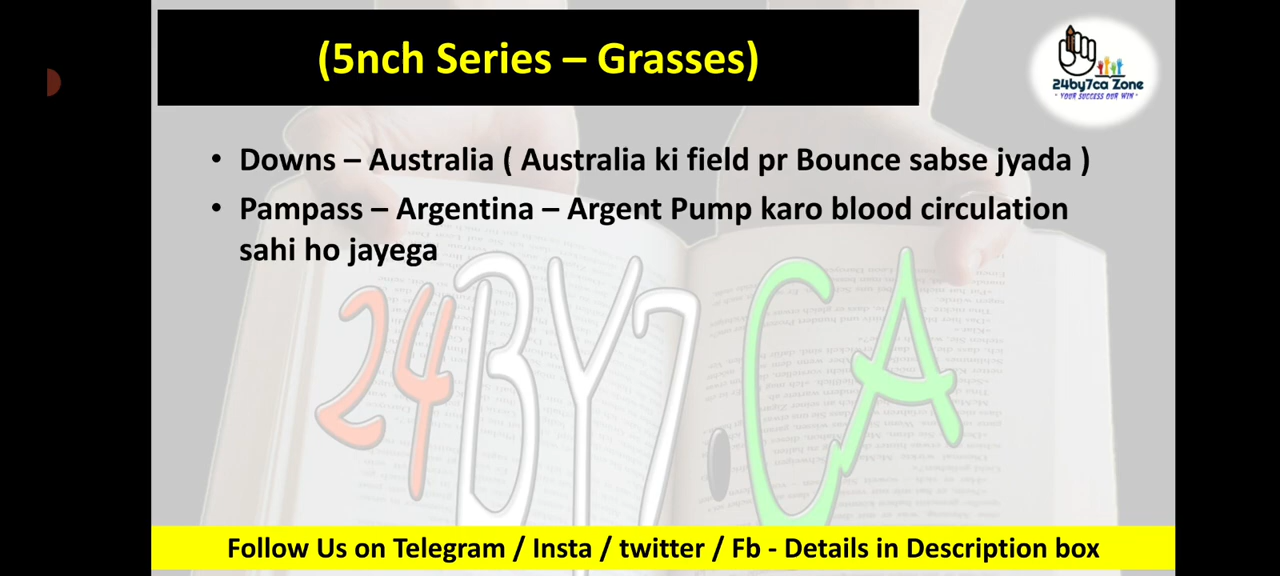 (5nch Series – Grasses)
24by7ca Zone
- YOUR SUCCESS OUR WIN -
• Downs – Australia ( Australia ki field pr Bounce sabse jyada )
• Pampass – Argentina – Argent Pump karo blood circulation
sahi ho jayega
24BY7.CA
Follow Us on Telegram / Insta / twitter / Fb - Details in Description box